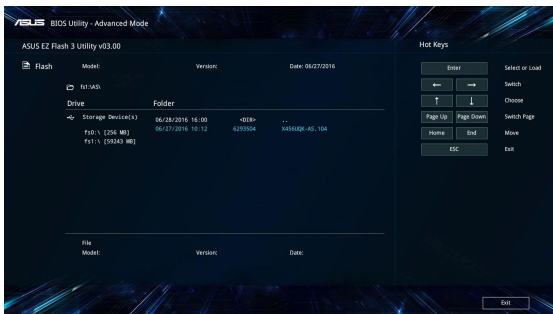 ASUS BIOS Utility - Advanced Mode
ASUS EZ Flash 3 Utility v03.00
Flash Model: Version: Date: 06/27/2016
fs1:\AS\
Drive Folder
Storage Device(s)
fs0:\ [256 MB]
fs1:\ [59243 MB]
06/28/2016 16:00 <DIR> ..
06/27/2016 10:12 6293504 X456UQK-AS.104
File
Model: Version: Date:
Hot Keys
Enter Select or Load
← → Switch
↑ ↓ Choose
Page Up Page Down Switch Page
Home End Move
ESC Exit
Exit